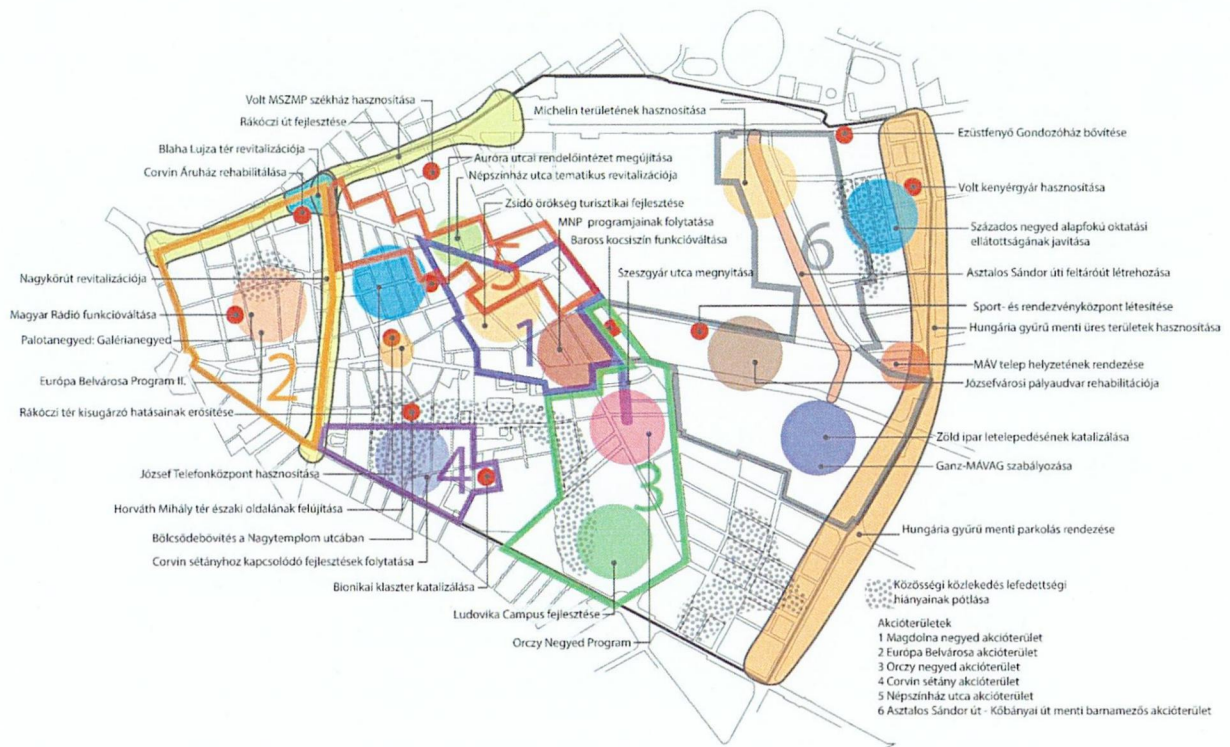 Volt MSZMP székház hasznosítása
Rákóczi út fejlesztése
Blaha Lujza tér revitalizációja
Corvin Áruház rehabilitálása
Nagykörút revitalizációja
Magyar Rádió funkcióváltása
Palotanegyed: Galérianegyed
Európa Belvárosa Program II.
Rákóczi tér kisugárzó hatásainak erősítése
József Telefonközpont hasznosítása
Horváth Mihály tér északi oldalának felújítása
Bölcsődebővítés a Nagytemplom utcában
Corvin sétányhoz kapcsolódó fejlesztések folytatása
Bionikai klaszter katalizálása
Ludovika Campus fejlesztése
Orczy Negyed Program
Michelin területének hasznosítása
Auróra utcai rendelőintézet megújítása
Népszínház utca tematikus revitalizációja
Zsidó örökség turisztikai fejlesztése
MNP programjainak folytatása
Baross kocsiszín funkcióváltása
Szeszgyár utca megnyitása
Ezüstfenyő Gondozóház bővítése
Volt kenyérgyár hasznosítása
Százados negyed alapfokú oktatási
ellátottságának javítása
Asztalos Sándor úti feltáróút létrehozása
Sport- és rendezvényközpont létesítése
Hungária gyűrű menti üres területek hasznosítása
MÁV telep helyzetének rendezése
Józsefvárosi pályaudvar rehabilitációja
Zöld ipar letelepedésének katalizálása
Ganz-MÁVAG szabályozása
Hungária gyűrű menti parkolás rendezése
1
2
3
4
5
6
Közösségi közlekedés lefedettségi
hiányainak pótlása
Akcióterületek
1 Magdolna negyed akcióterület
2 Európa Belvárosa akcióterület
3 Orczy negyed akcióterület
4 Corvin sétány akcióterület
5 Népszínház utca akcióterület
6 Asztalos Sándor út - Kőbányai út menti barnamezős akcióterület